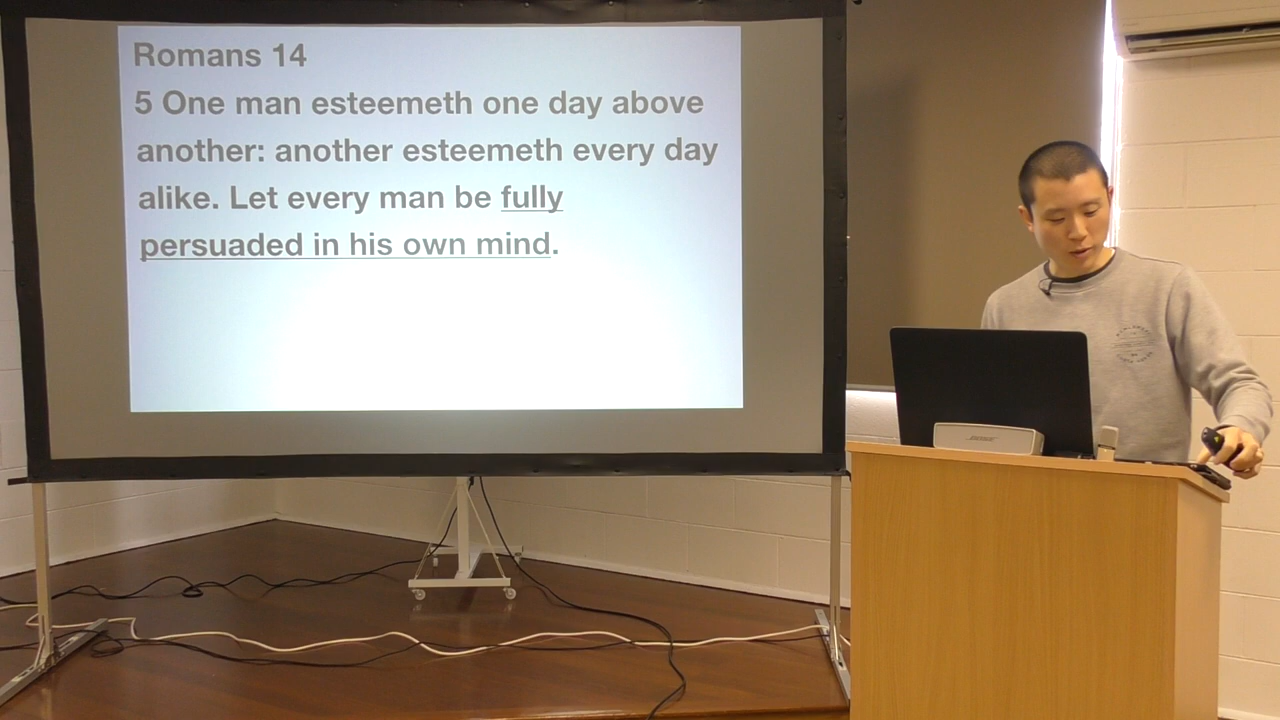 Romans 14
5 One man esteemeth one day above
another: another esteemeth every day
alike. Let every man be fully
persuaded in his own mind.